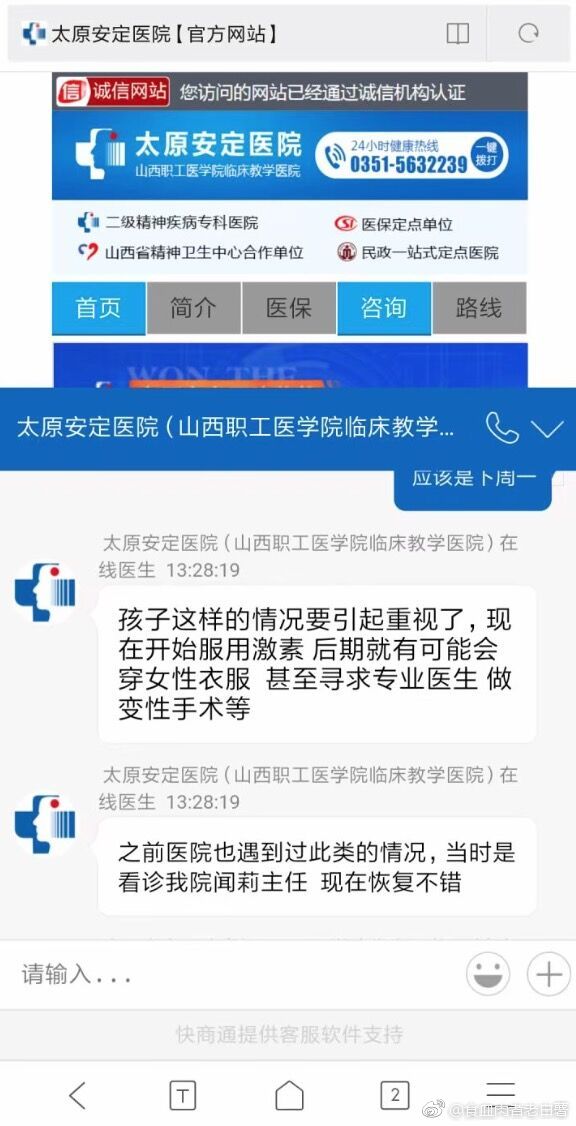 太原安定医院【官方网站】
信 诚信网站 您访问的网站已经通过诚信机构认证
太原安定医院
山西职工医学院临床教学医院
24小时健康热线
0351-5632239
一键
拨打
二级精神疾病专科医院
医保定点单位
山西省精神卫生中心合作单位
民政一站式定点医院
首页 简介 医保 咨询 路线
WON THE
太原安定医院（山西职工医学院临床教学...
应该是下周一
太原安定医院（山西职工医学院临床教学医院）在
线医生 13:28:19
孩子这样的情况要引起重视了，现
在开始服用激素 后期就有可能会
穿女性衣服 甚至寻求专业医生 做
变性手术等
太原安定医院（山西职工医学院临床教学医院）在
线医生 13:28:19
之前医院也遇到过此类的情况，当时是
看诊我院闻莉主任 现在恢复不错
请输入...
快商通提供客服软件支持
T
2